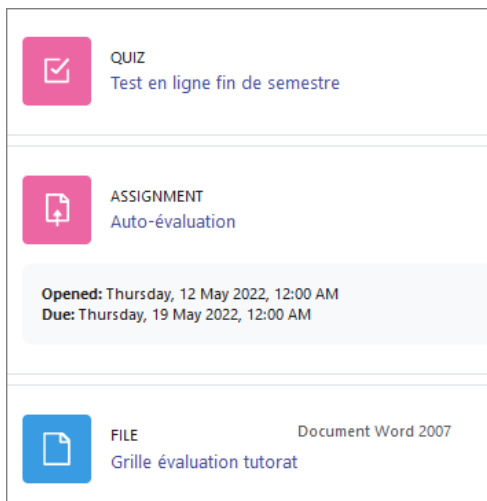 QUIZ
Test en ligne fin de semestre
ASSIGNMENT
Auto-évaluation
Opened: Thursday, 12 May 2022, 12:00 AM
Due: Thursday, 19 May 2022, 12:00 AM
FILE Document Word 2007
Grille évaluation tutorat